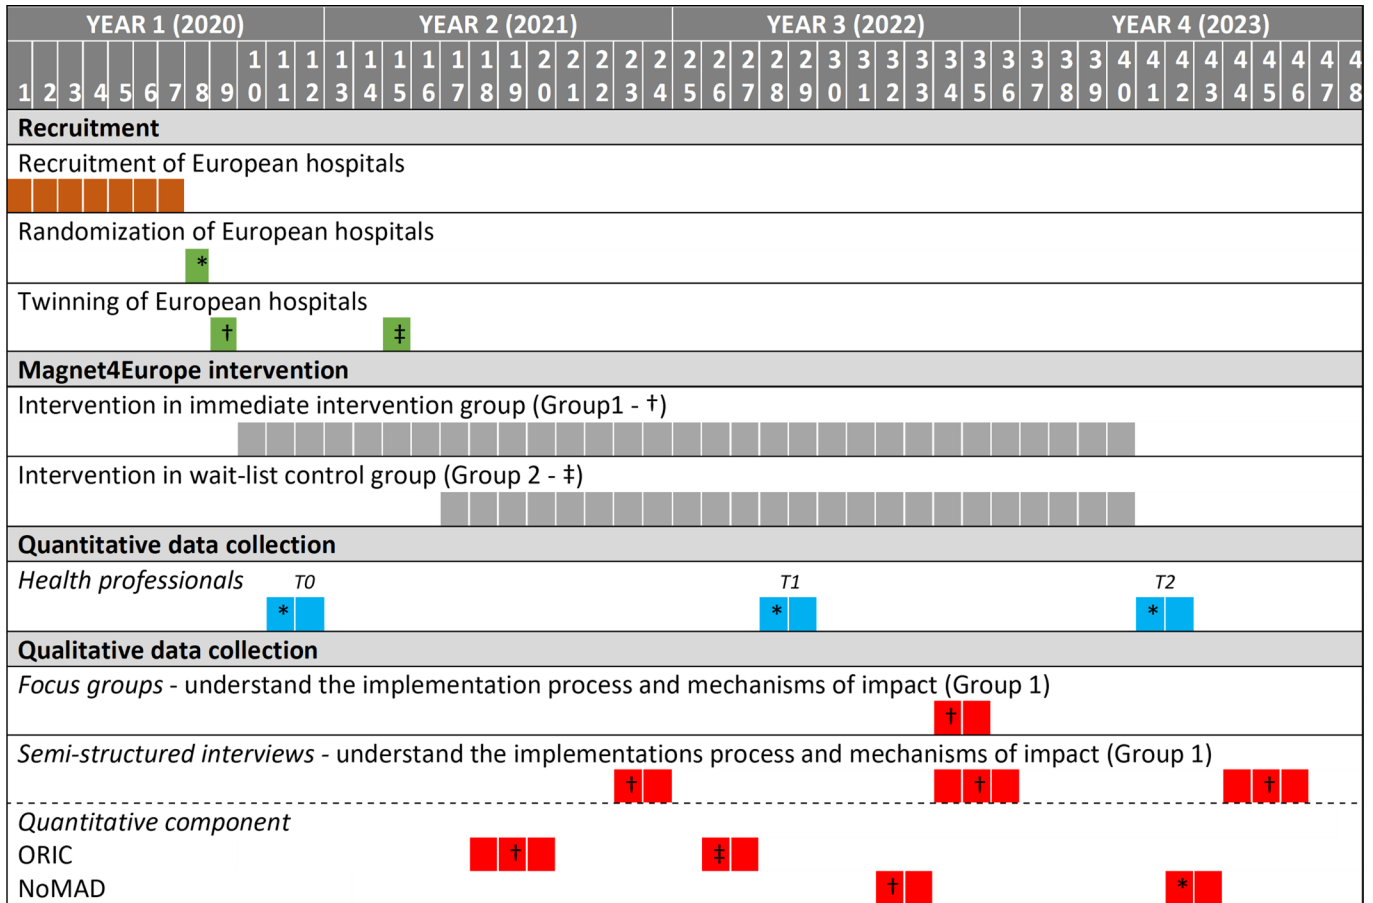 YEAR 1 (2020) YEAR 2 (2021) YEAR 3 (2022) YEAR 4 (2023)
1 2 3 4 5 6 7 8 9 10 11 12 13 14 15 16 17 18 19 20 21 22 23 24 25 26 27 28 29 30 31 32 33 34 35 36 37 38 39 40 41 42 43 44 45 46 47 48
Recruitment
Recruitment of European hospitals
Randomization of European hospitals
*
Twinning of European hospitals
† ‡
Magnet4Europe intervention
Intervention in immediate intervention group (Group1 - †)
Intervention in wait-list control group (Group 2 - ‡)
Quantitative data collection
Health professionals T0 T1 T2
* * *
Qualitative data collection
Focus groups - understand the implementation process and mechanisms of impact (Group 1)
†
Semi-structured interviews - understand the implementations process and mechanisms of impact (Group 1)
† † †
Quantitative component
ORIC † ‡
NoMAD † *